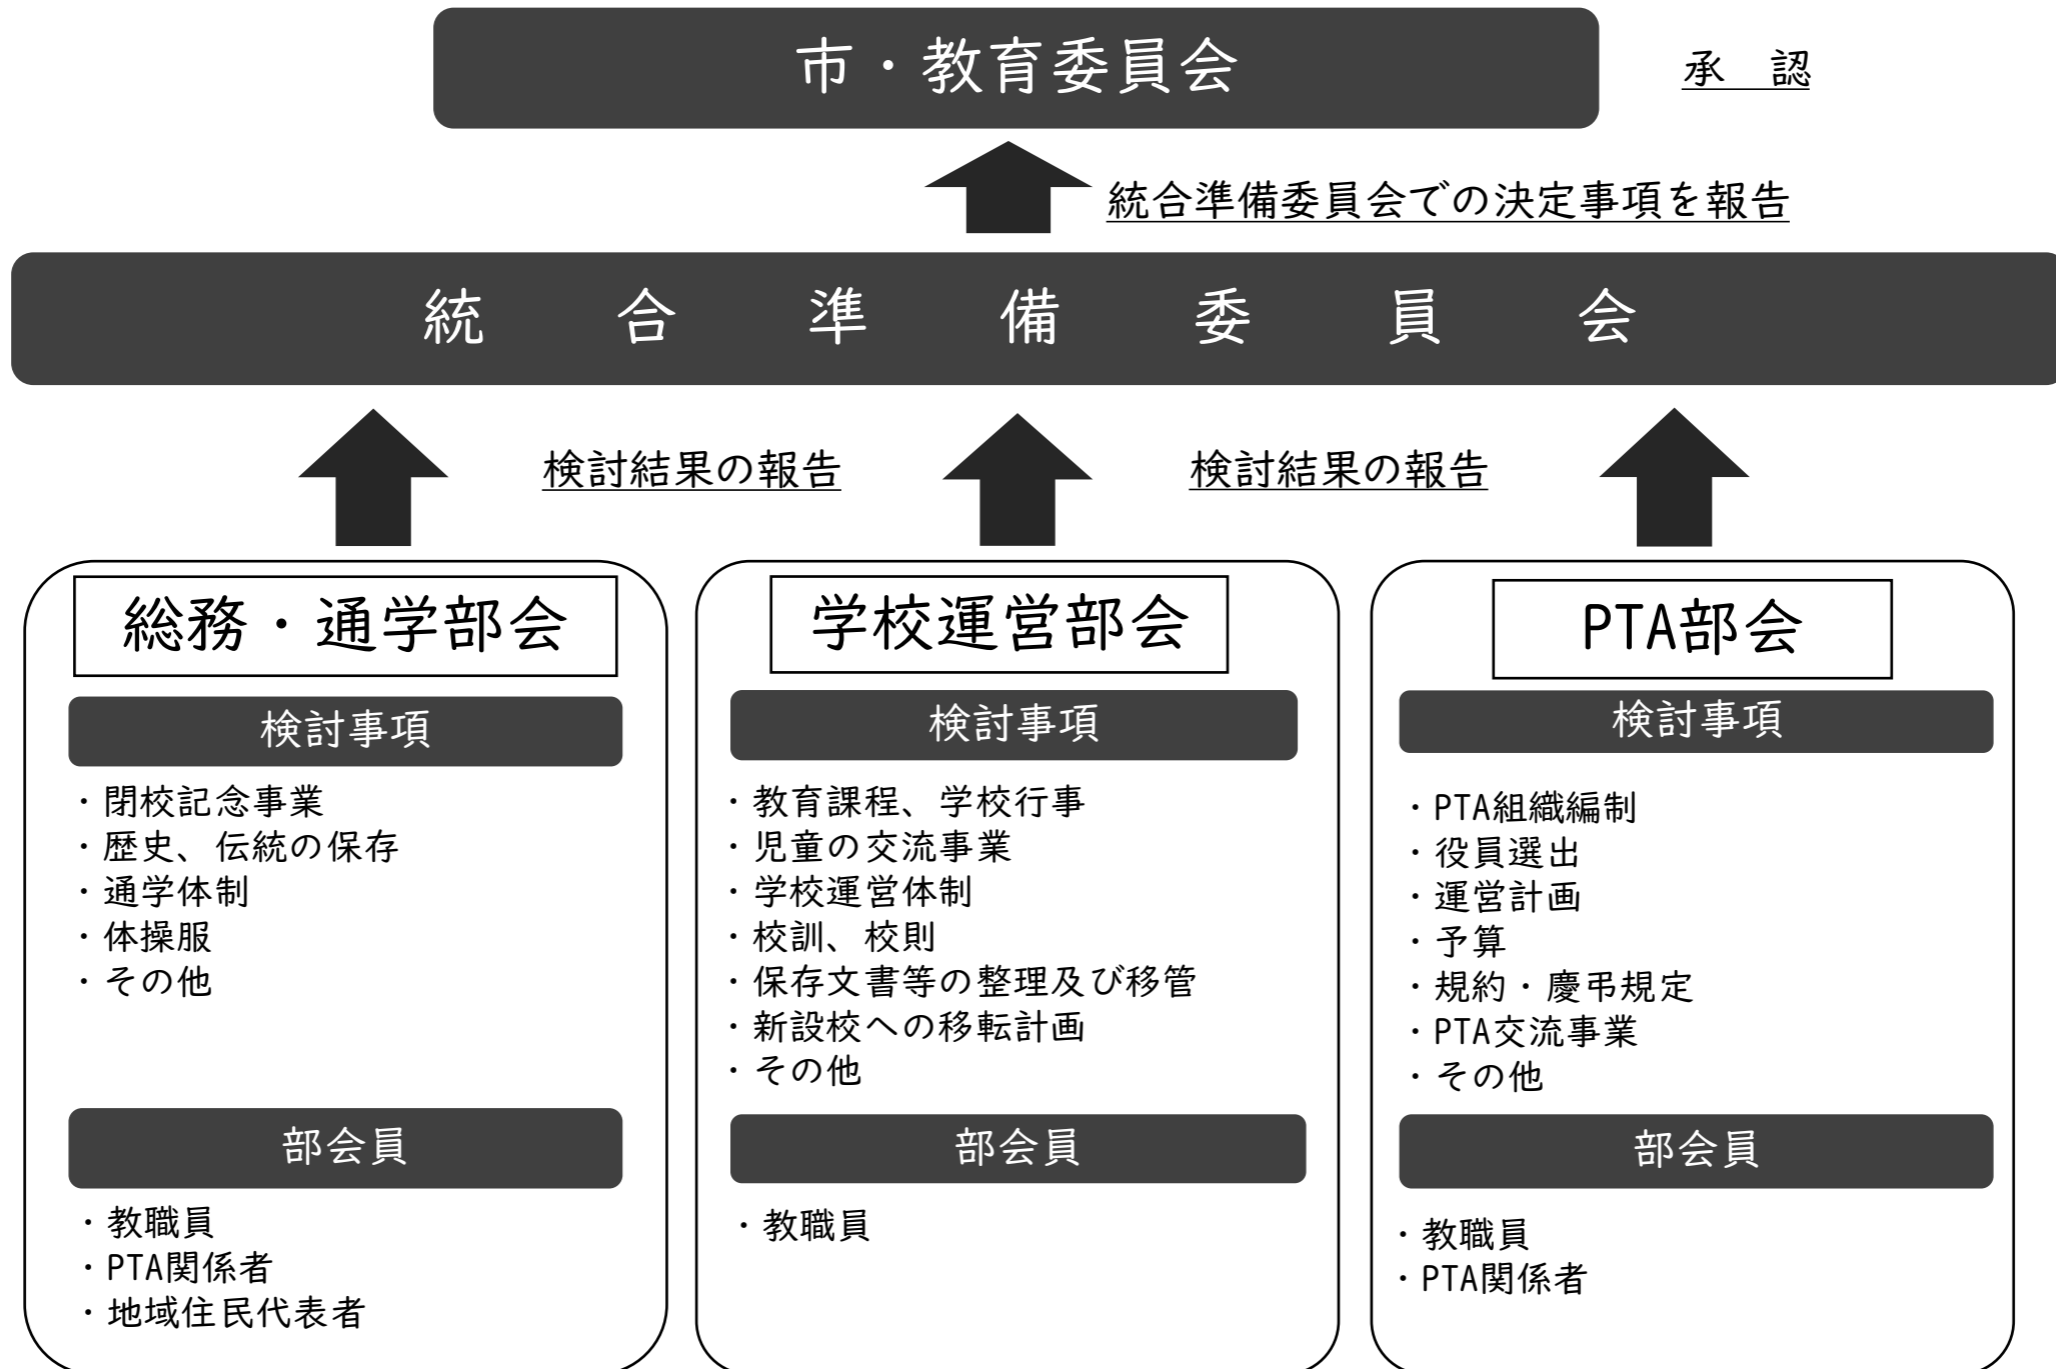 市・教育委員会
承　認
統合準備委員会での決定事項を報告
統　合　準　備　委　員　会
検討結果の報告
検討結果の報告
総務・通学部会
検討事項
・閉校記念事業
・歴史、伝統の保存
・通学体制
・体操服
・その他
部会員
・教職員
・PTA関係者
・地域住民代表者
学校運営部会
検討事項
・教育課程、学校行事
・児童の交流事業
・学校運営体制
・校訓、校則
・保存文書等の整理及び移管
・新設校への移転計画
・その他
部会員
・教職員
PTA部会
検討事項
・PTA組織編制
・役員選出
・運営計画
・予算
・規約・慶弔規定
・PTA交流事業
・その他
部会員
・教職員
・PTA関係者